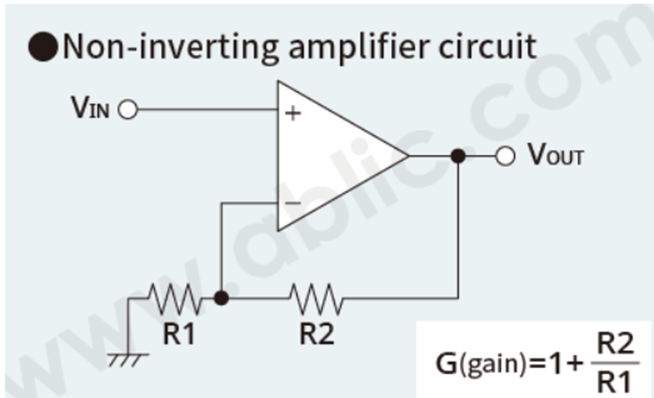 ●Non-inverting amplifier circuit
VIN
+
VOUT
−
R1
R2
G(gain)=1+R2/R1
www.ablic.com